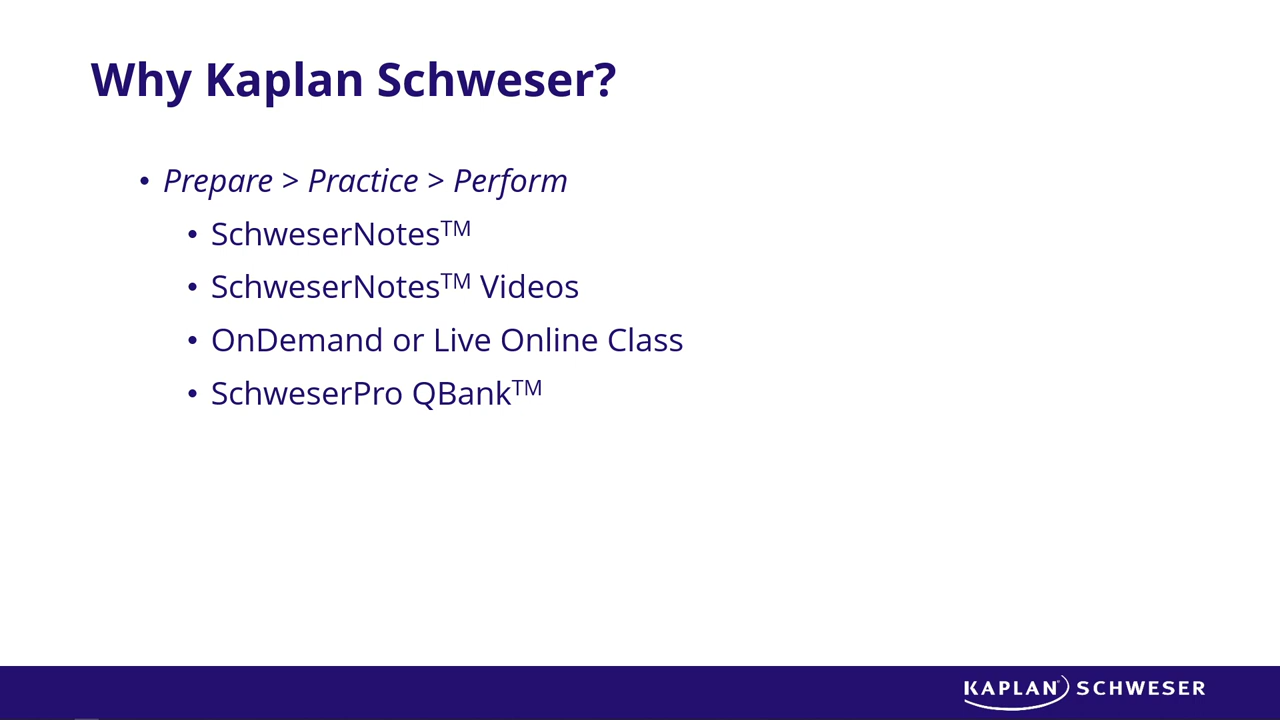 Why Kaplan Schweser?
• Prepare > Practice > Perform
• SchweserNotes™
• SchweserNotes™ Videos
• OnDemand or Live Online Class
• SchweserPro QBank™
KAPLAN SCHWESER